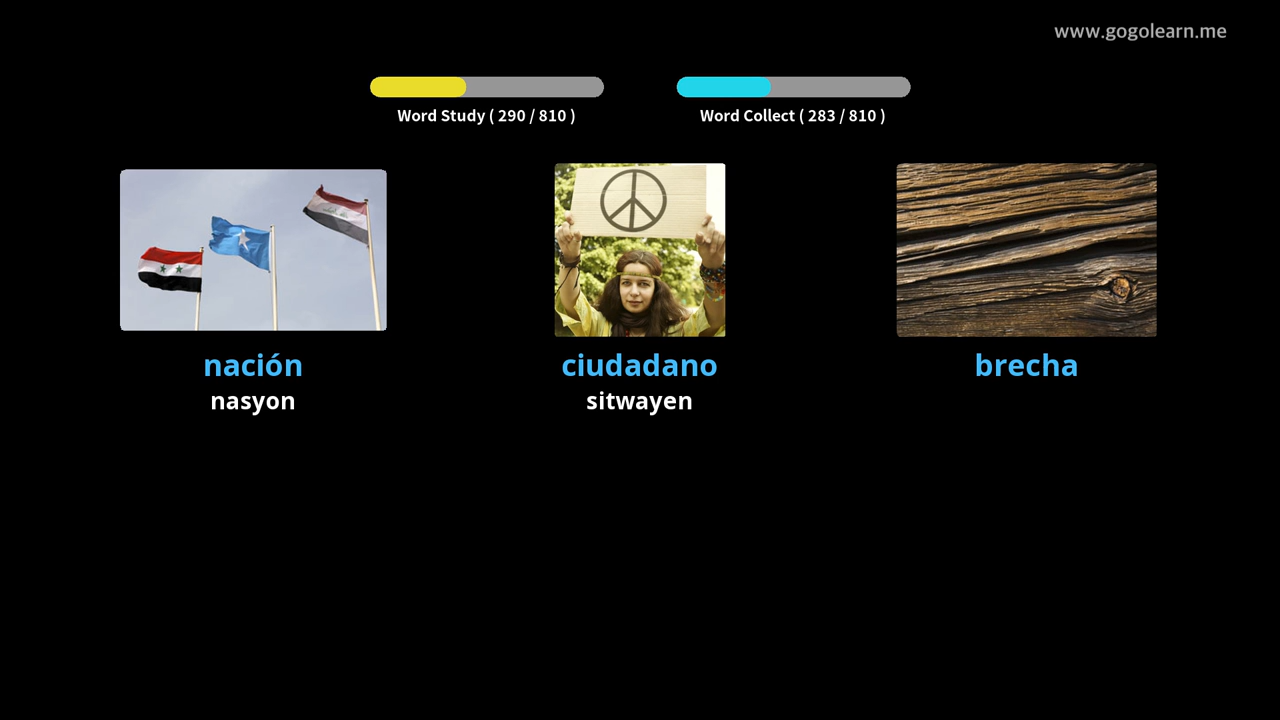 www.gogolearn.me
Word Study ( 290 / 810 )
Word Collect ( 283 / 810 )
nación
nasyon
ciudadano
sitwayen
brecha